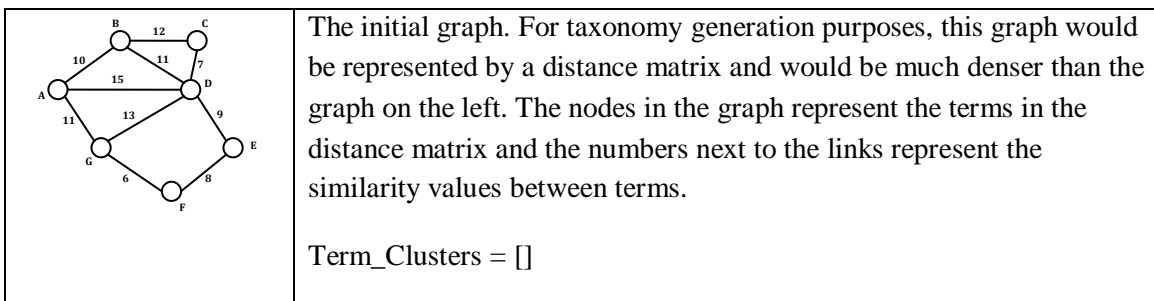 B
12
C
10
11
7
15
A
D
11
13
9
G
E
6
8
F
The initial graph. For taxonomy generation purposes, this graph would
be represented by a distance matrix and would be much denser than the
graph on the left. The nodes in the graph represent the terms in the
distance matrix and the numbers next to the links represent the
similarity values between terms.
Term_Clusters = []